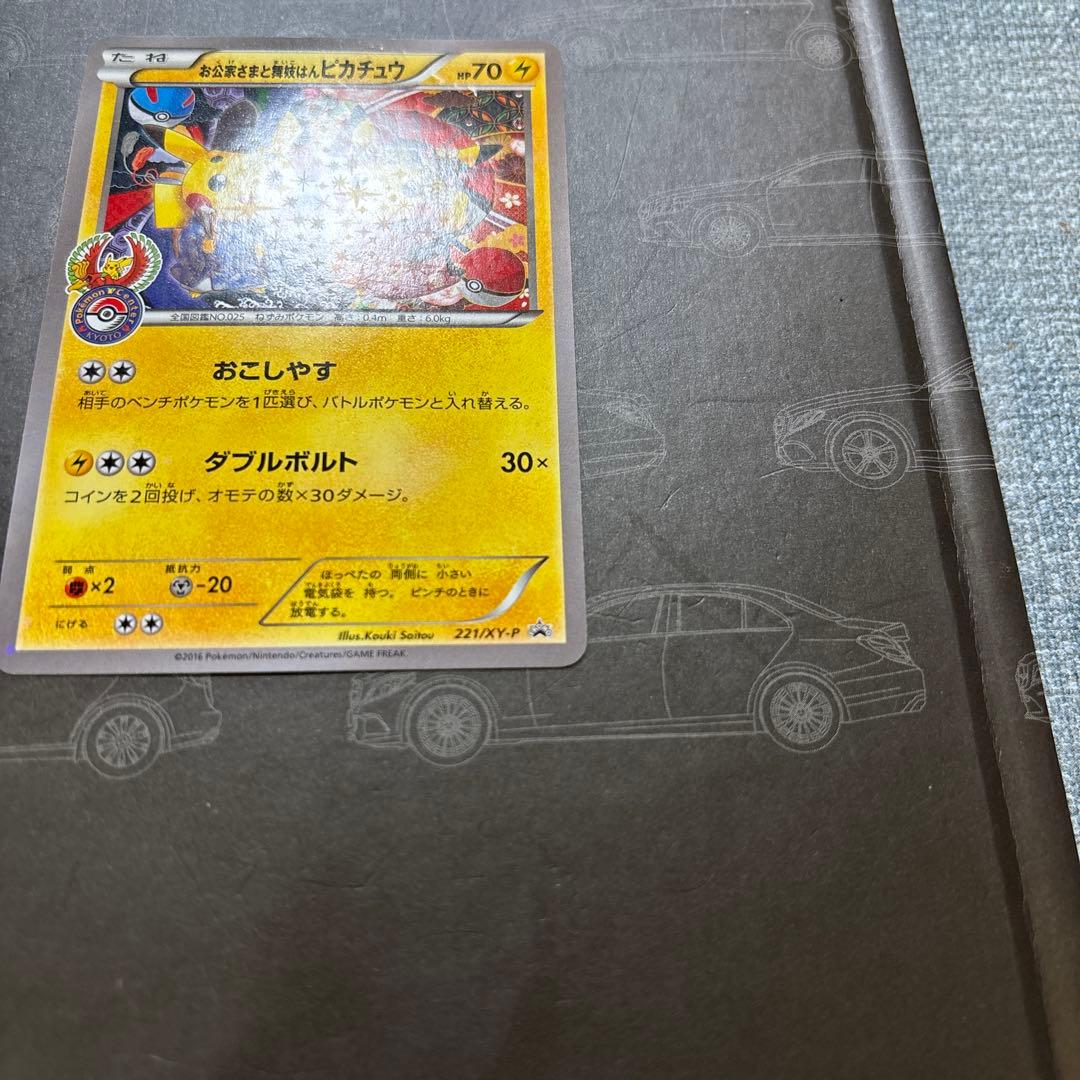 たね
お公家さまと舞妓はんピカチュウ HP70
Pokémon Center
KYOTO
全国図鑑NO.025 ねずみポケモン 高さ:0.4m 重さ:6.0kg
おこしやす
相手のベンチポケモンを1匹選び、バトルポケモンと入れ替える。
ダブルボルト 30×
コインを2回投げ、オモテの数×30ダメージ。
弱点 抵抗力
×2 -20
ほっぺたの 両側に 小さい
電気袋を 持つ。 ピンチのときに
放電する。
にげる
Illus.Kouki Saitou 221/XY-P
©2016 Pokémon/Nintendo/Creatures/GAME FREAK.